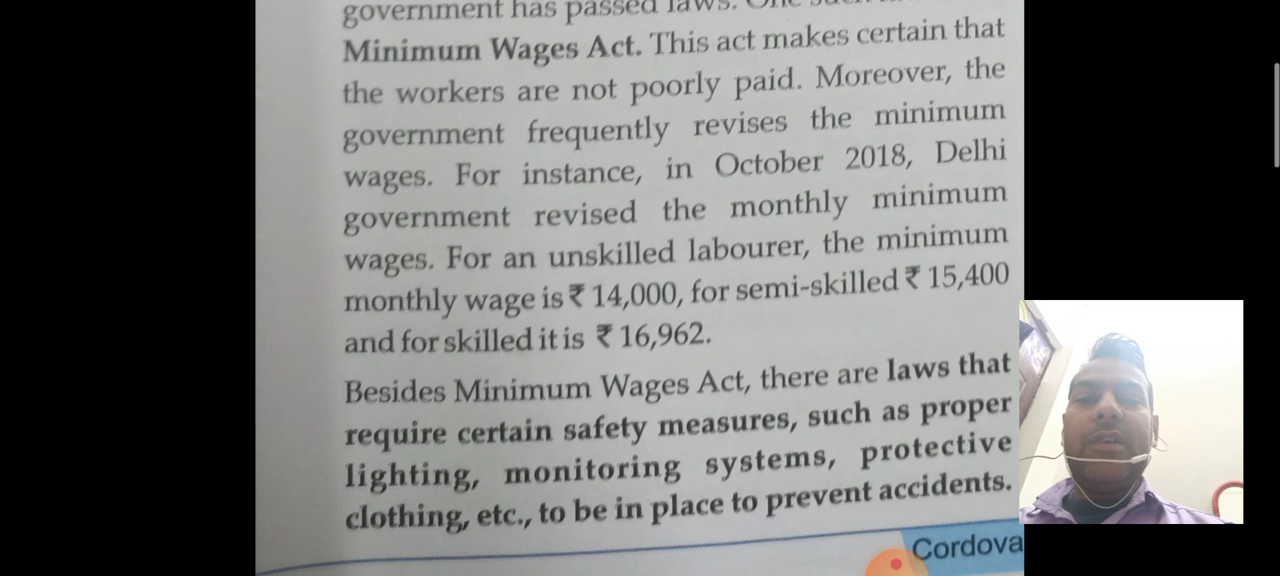 government has passed laws. One such
Minimum Wages Act. This act makes certain that
the workers are not poorly paid. Moreover, the
government frequently revises the minimum
wages. For instance, in October 2018, Delhi
government revised the monthly minimum
wages. For an unskilled labourer, the minimum
monthly wage is ₹ 14,000, for semi-skilled ₹ 15,400
and for skilled it is ₹ 16,962.
Besides Minimum Wages Act, there are laws that
require certain safety measures, such as proper
lighting, monitoring systems, protective
clothing, etc., to be in place to prevent accidents.
Cordova